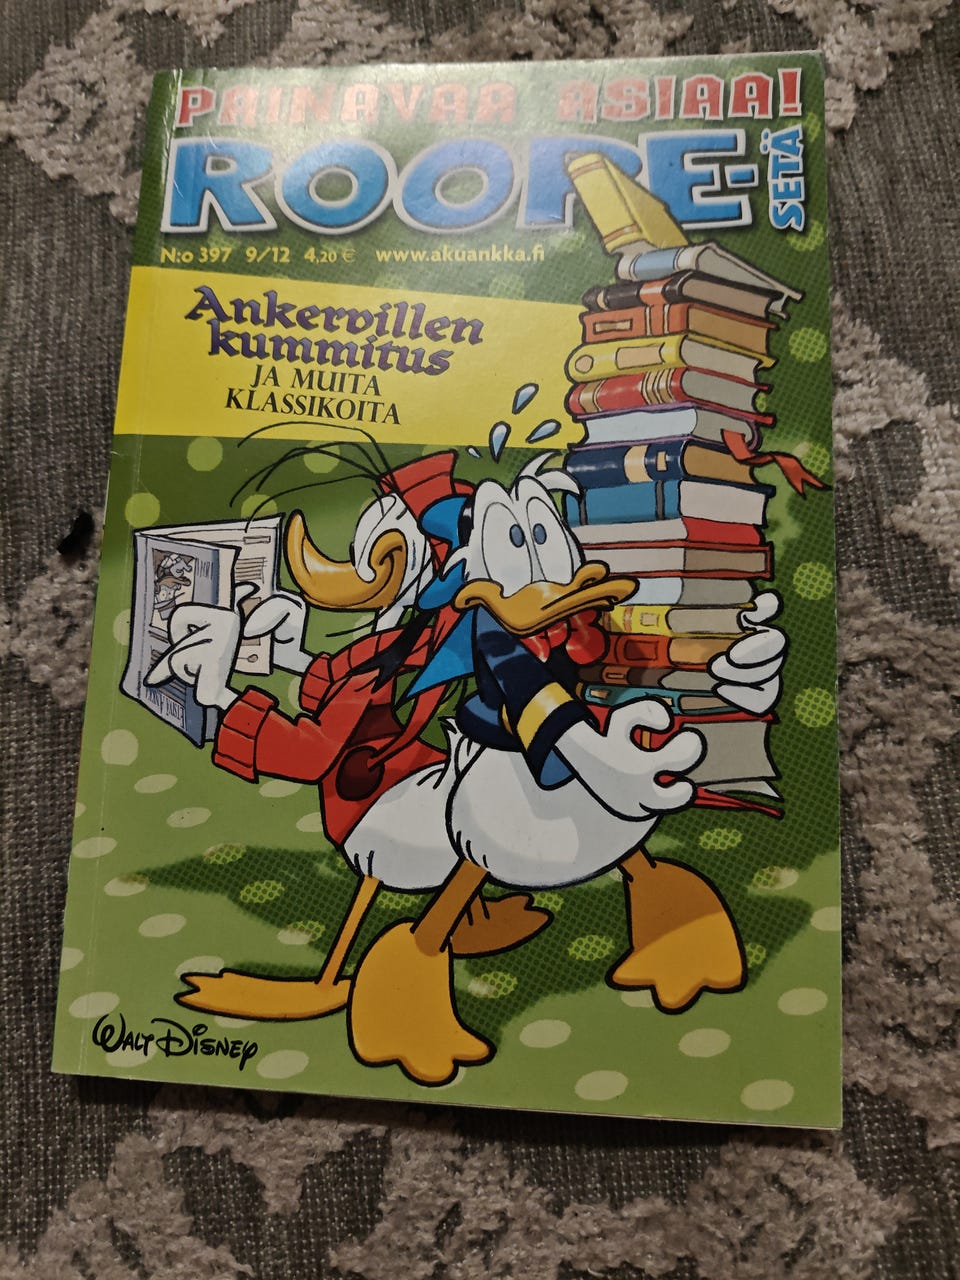 PAINAVAA ASIAA!
ROOPE-
SETÄ
N:o 397 9/12 4,20 € www.akuankka.fi
Ankervillen
kummitus
JA MUITA
KLASSIKOITA
WALT DISNEY